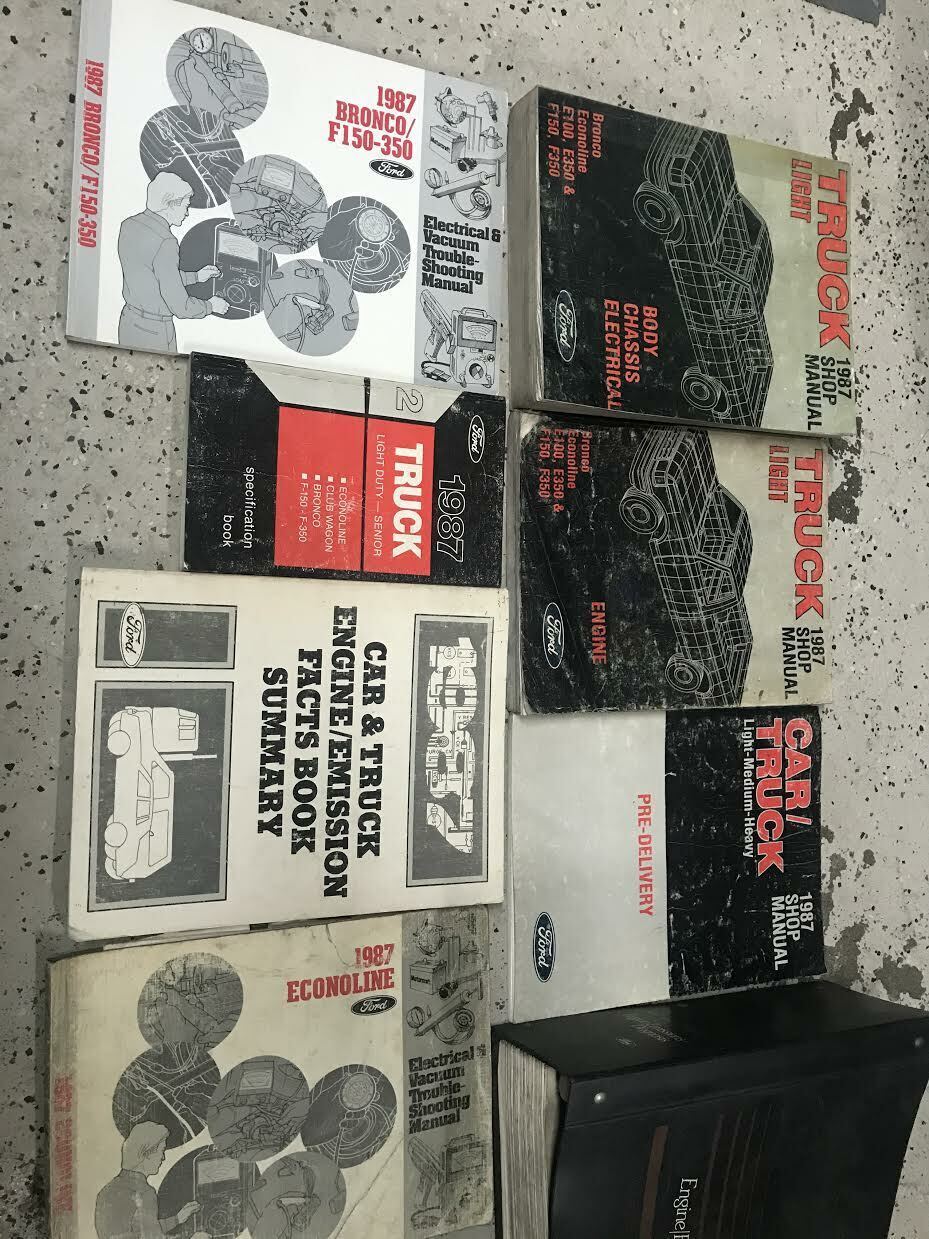 1987
BRONCO/
F150-350
Ford
Electrical &
Vacuum
Trouble-
Shooting
Manual
1987 BRONCO/F150-350
TRUCK
LIGHT
1987
SHOP
MANUAL
Bronco
Econoline
E100, E350 &
F150, F350
BODY
CHASSIS
ELECTRICAL
Ford
2
Ford
1987
TRUCK
LIGHT DUTY — SENIOR
■ ECONOLINE
■ CLUB WAGON
■ BRONCO
■ F-150 - F-350
specification
book
TRUCK
LIGHT
1987
SHOP
MANUAL
Bronco
Econoline
E100, E350 &
F150, F350
ENGINE
Ford
CAR & TRUCK
ENGINE/EMISSION
FACTS BOOK
SUMMARY
Ford
CAR/
TRUCK
Light-Medium-Heavy
1987
SHOP
MANUAL
PRE-DELIVERY
Ford
1987
ECONOLINE
Ford
Electrical &
Vacuum
Trouble-
Shooting
Manual
Engine